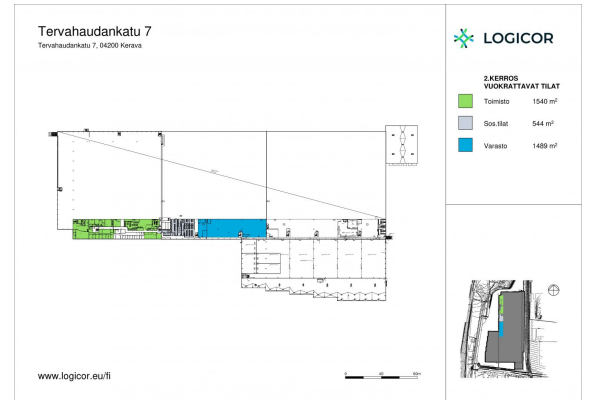 Tervahaudankatu 7
Tervahaudankatu 7, 04200 Kerava
LOGICOR
2.KERROS
VUOKRATTAVAT TILAT
Toimisto 1540 m²
Sos.tilat 544 m²
Varasto 1489 m²
www.logicor.eu/fi